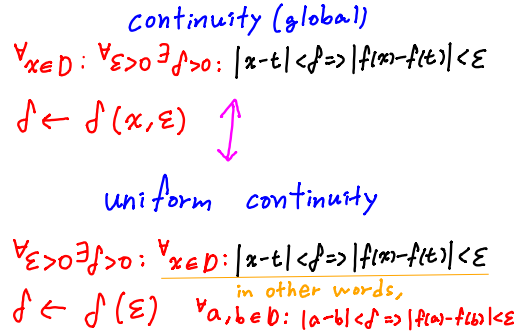 continuity (global)
∀x∈D: ∀ε>0 ∃δ>0: |x-t|<δ=>|f(x)-f(t)|<ε
δ ← δ(x,ε)
uniform continuity
∀ε>0∃δ>0: ∀x∈D: |x-t|<δ=>|f(x)-f(t)|<ε
in other words,
δ ← δ(ε) ∀a,b∈D: |a-b|<δ => |f(a)-f(b)|<ε